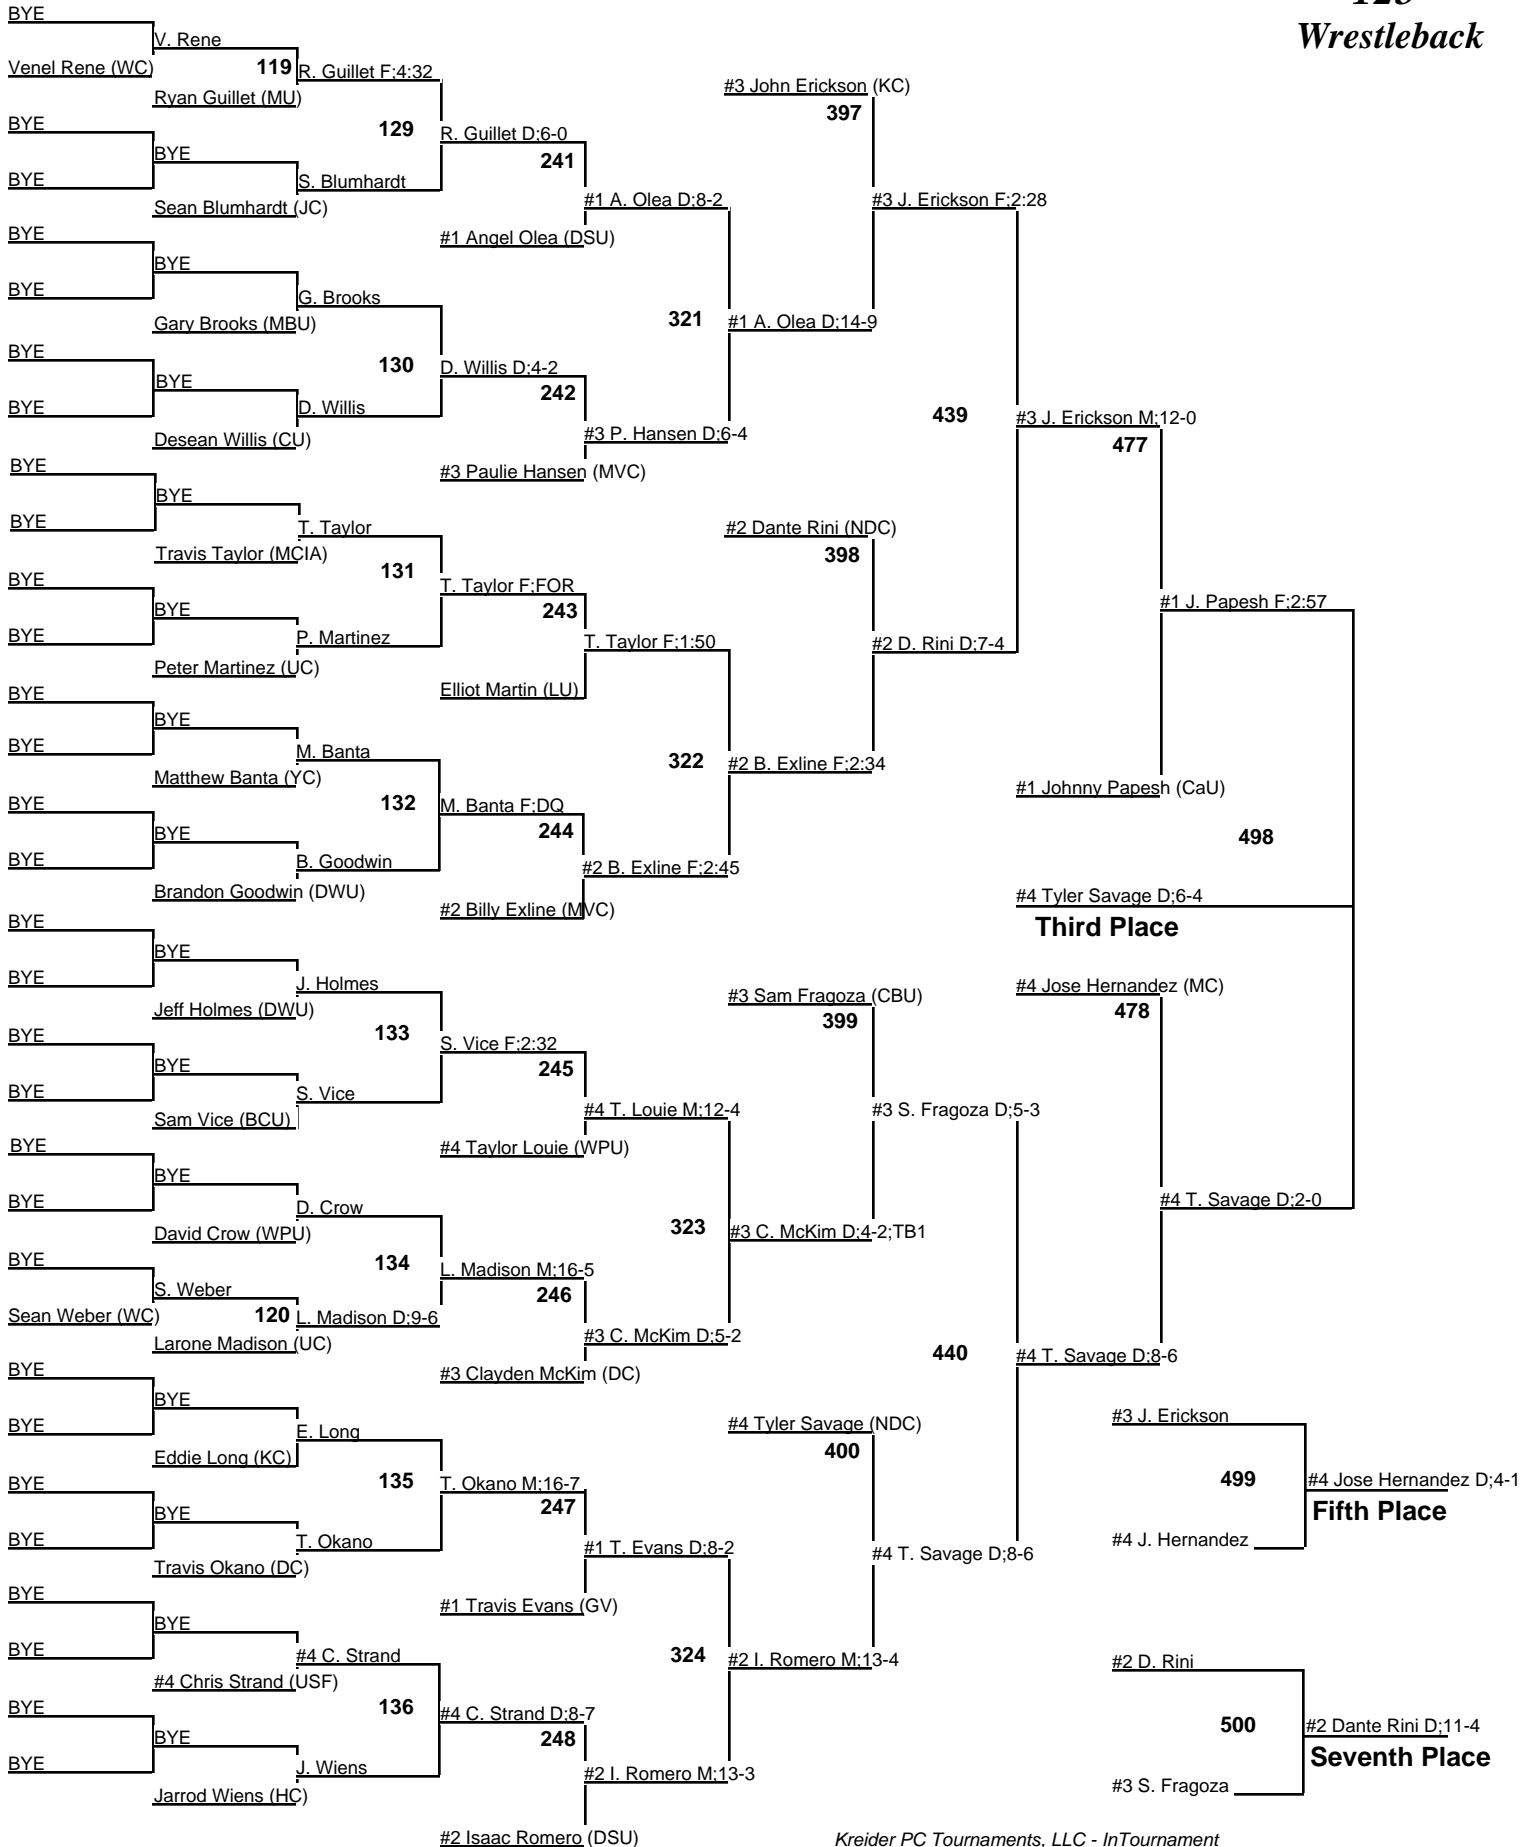 Wrestleback
BYE
V. Rene
Venel Rene (WC)
119
R. Guillet F;4:32
#3 John Erickson (KC)
Ryan Guillet (MU)
397
BYE
129
R. Guillet D;6-0
BYE
241
BYE
S. Blumhardt
#1 A. Olea D;8-2
#3 J. Erickson F;2:28
Sean Blumhardt (JC)
BYE
#1 Angel Olea (DSU)
BYE
BYE
G. Brooks
Gary Brooks (MBU)
321
#1 A. Olea D;14-9
BYE
130
D. Willis D;4-2
BYE
242
BYE
D. Willis
439
#3 J. Erickson M;12-0
Desean Willis (CU)
#3 P. Hansen D;6-4
477
BYE
#3 Paulie Hansen (MVC)
BYE
BYE
T. Taylor
#2 Dante Rini (NDC)
Travis Taylor (MCIA)
398
BYE
131
T. Taylor F;FOR
BYE
243
#1 J. Papesh F;2:57
BYE
P. Martinez
T. Taylor F;1:50
#2 D. Rini D;7-4
Peter Martinez (UC)
BYE
Elliot Martin (LU)
BYE
BYE
M. Banta
Matthew Banta (YC)
322
#2 B. Exline F;2:34
#1 Johnny Papesh (CaU)
BYE
132
M. Banta F;DQ
BYE
244
498
BYE
B. Goodwin
#2 B. Exline F;2:45
Brandon Goodwin (DWU)
#4 Tyler Savage D;6-4
BYE
#2 Billy Exline (MVC)
Third Place
BYE
BYE
J. Holmes
#3 Sam Fragoza (CBU)
#4 Jose Hernandez (MC)
Jeff Holmes (DWU)
399
478
BYE
133
S. Vice F;2:32
BYE
245
BYE
S. Vice
#4 T. Louie M;12-4
#3 S. Fragoza D;5-3
Sam Vice (BCU)
BYE
#4 Taylor Louie (WPU)
BYE
BYE
D. Crow
#4 T. Savage D;2-0
David Crow (WPU)
323
#3 C. McKim D;4-2;TB1
BYE
134
L. Madison M;16-5
S. Weber
246
Sean Weber (WC)
120
L. Madison D;9-6
Larone Madison (UC)
#3 C. McKim D;5-2
440
#4 T. Savage D;8-6
BYE
#3 Clayden McKim (DC)
BYE
BYE
E. Long
#4 Tyler Savage (NDC)
#3 J. Erickson
Eddie Long (KC)
400
BYE
135
T. Okano M;16-7
499
#4 Jose Hernandez D;4-1
BYE
247
Fifth Place
BYE
T. Okano
#1 T. Evans D;8-2
#4 T. Savage D;8-6
#4 J. Hernandez
Travis Okano (DC)
BYE
#1 Travis Evans (GV)
BYE
BYE
#4 C. Strand
#4 Chris Strand (USF)
324
#2 I. Romero M;13-4
#2 D. Rini
BYE
136
#4 C. Strand D;8-7
500
#2 Dante Rini D;11-4
BYE
248
Seventh Place
BYE
J. Wiens
#2 I. Romero M;13-3
Jarrod Wiens (HC)
#3 S. Fragoza
#2 Isaac Romero (DSU)
Kreider PC Tournaments, LLC - InTournament